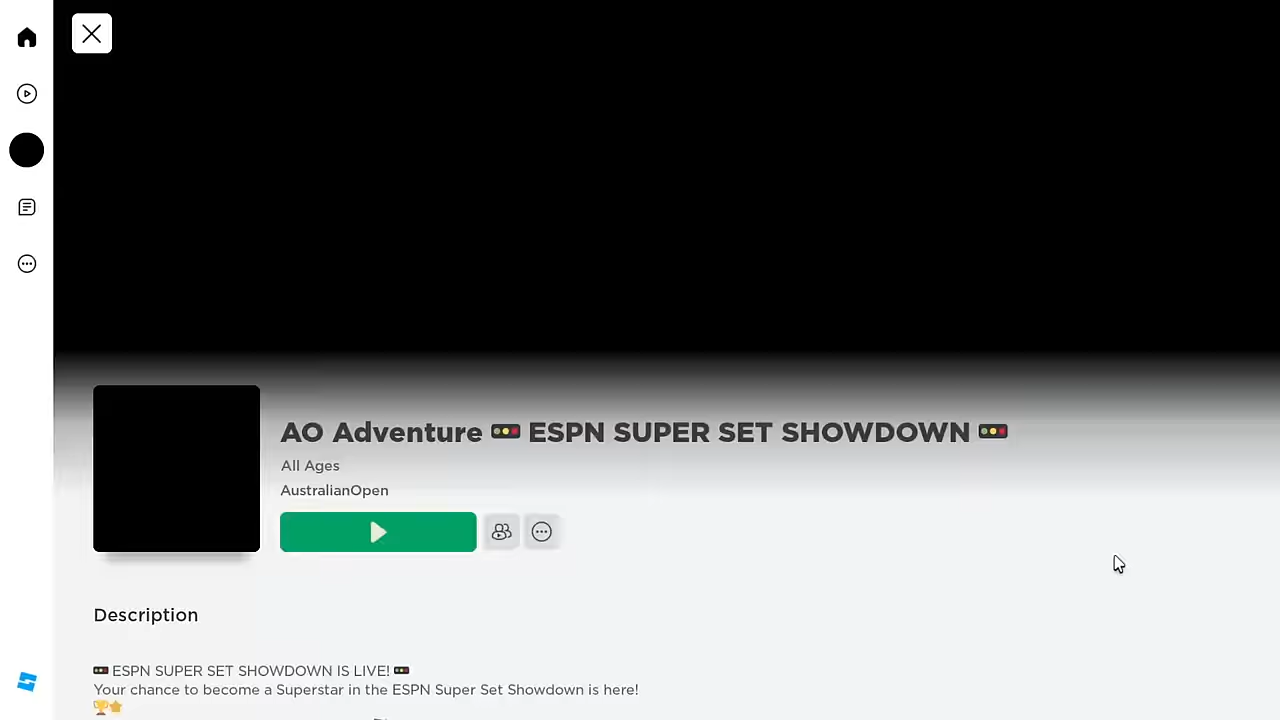 AO Adventure 🚥 ESPN SUPER SET SHOWDOWN 🚥
All Ages
AustralianOpen
Description
🚥 ESPN SUPER SET SHOWDOWN IS LIVE! 🚥
Your chance to become a Superstar in the ESPN Super Set Showdown is here!
🏆⭐